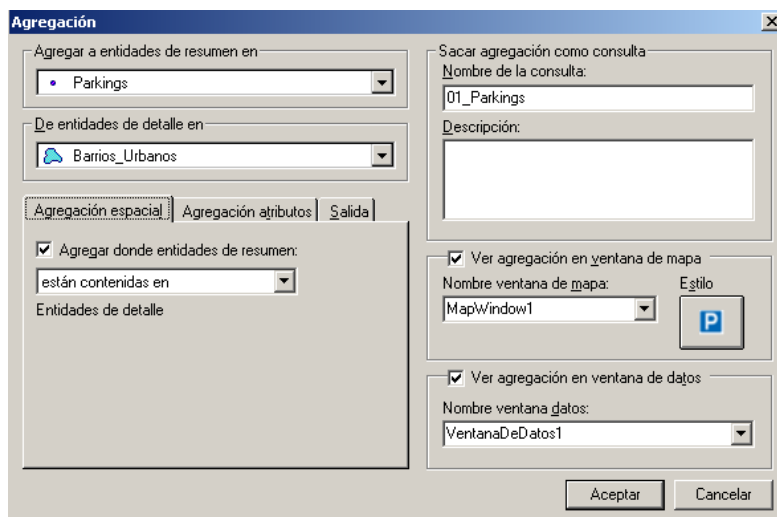 Agregación
Agregar a entidades de resumen en
Parkings
De entidades de detalle en
Barrios_Urbanos
Agregación espacial
Agregación atributos
Salida
Agregar donde entidades de resumen:
están contenidas en
Entidades de detalle
Sacar agregación como consulta
Nombre de la consulta:
01_Parkings
Descripción:
Ver agregación en ventana de mapa
Nombre ventana de mapa:
Estilo
MapWindow1
P
Ver agregación en ventana de datos
Nombre ventana datos:
VentanaDeDatos1
Aceptar
Cancelar